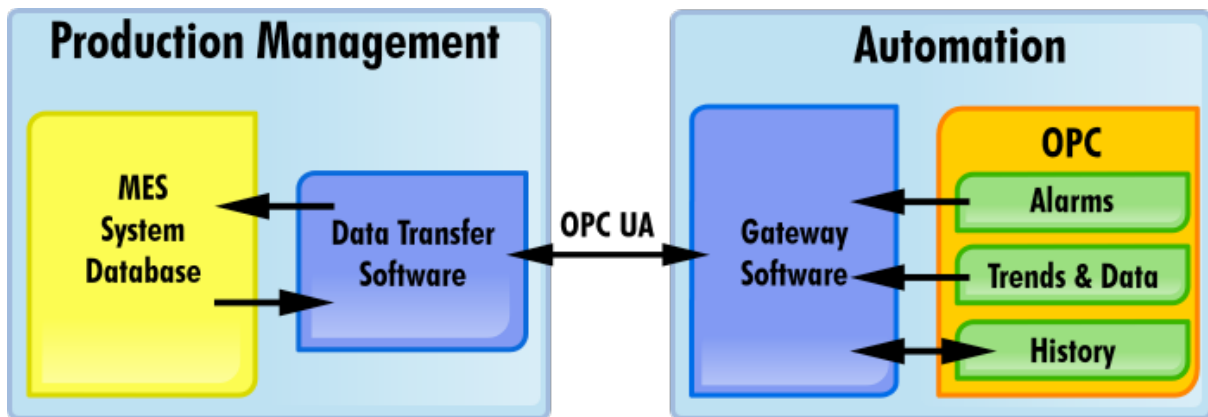 Production Management
MES
System
Database
Data Transfer
Software
OPC UA
Automation
Gateway
Software
OPC
Alarms
Trends & Data
History